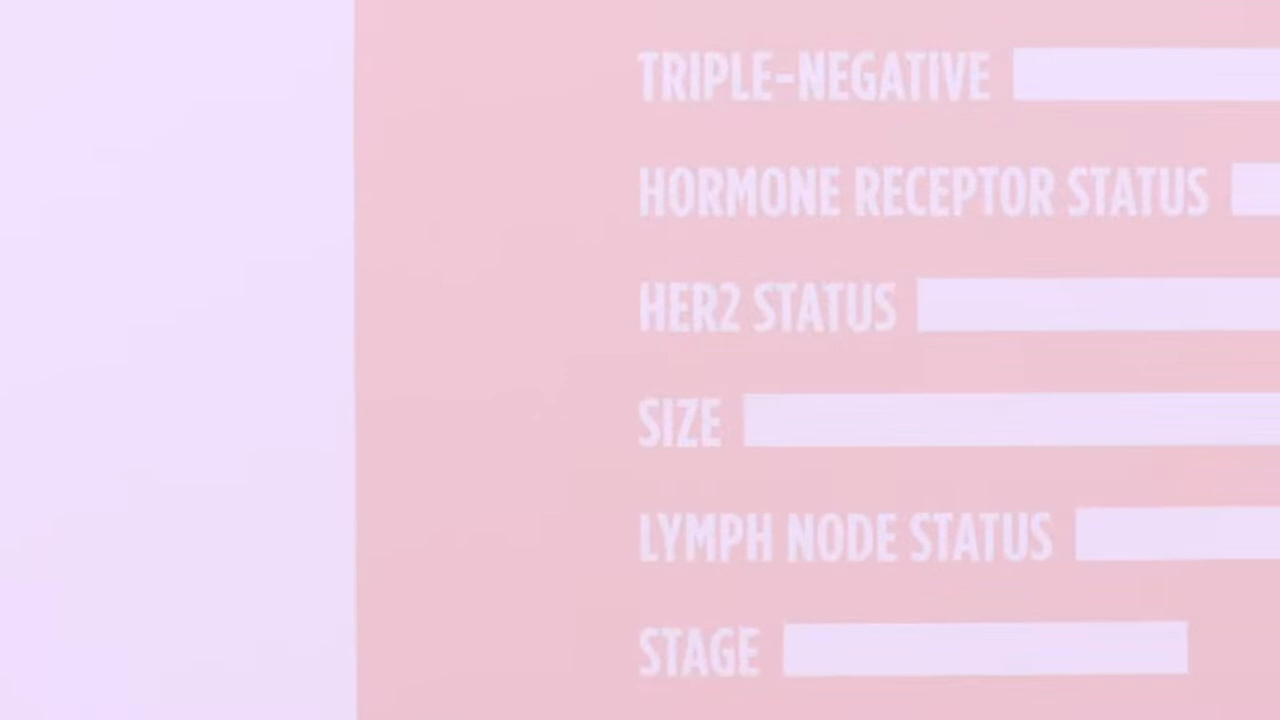 TRIPLE-NEGATIVE
HORMONE RECEPTOR STATUS
HER2 STATUS
SIZE
LYMPH NODE STATUS
STAGE